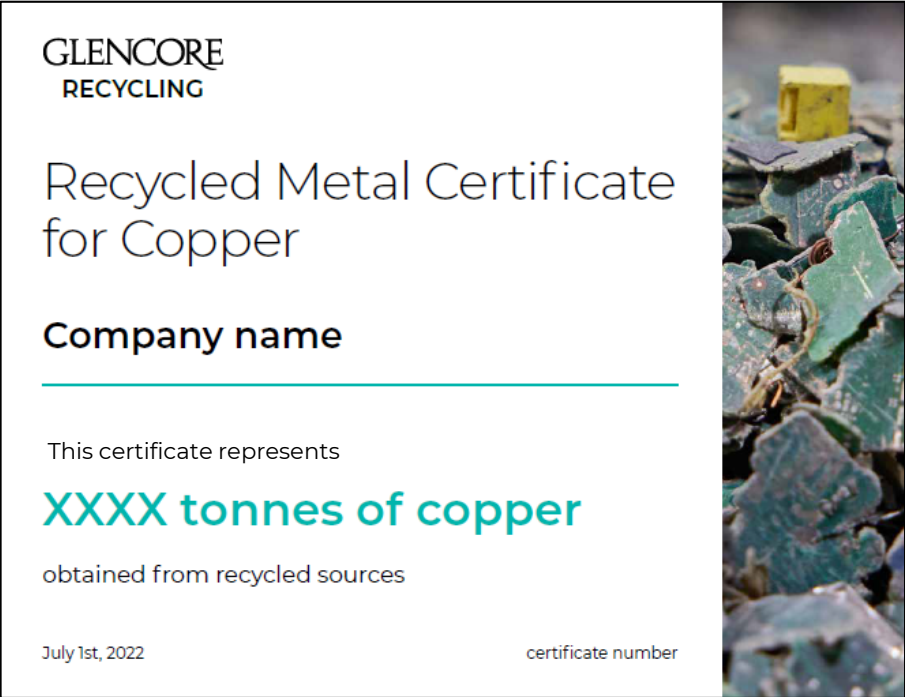 GLENCORE
RECYCLING
Recycled Metal Certificate
for Copper
Company name
This certificate represents
XXXX tonnes of copper
obtained from recycled sources
July 1st, 2022 certificate number